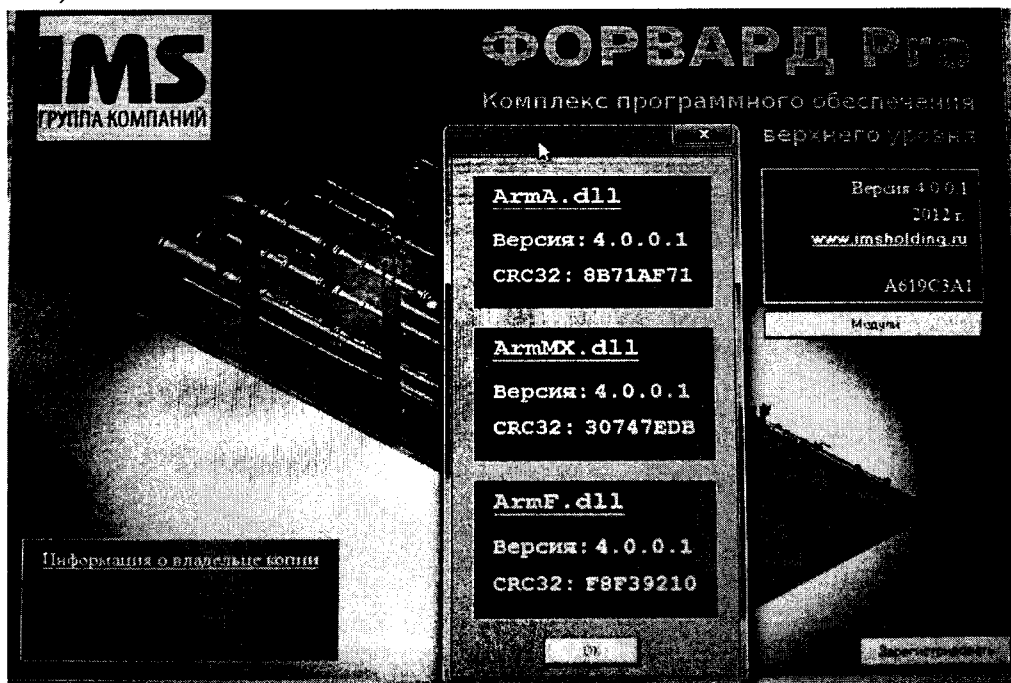 IMS
ГРУППА КОМПАНИЙ
ФОРВАРД Pro
Комплекс программного обеспечения
верхнего уровня
Версия 4.0.0.1
2012 г.
www.imsholding.ru
A619C3A1
Модули
ArmA.dll
Версия: 4.0.0.1
CRC32: 8B71AF71
ArmMX.dll
Версия: 4.0.0.1
CRC32: 30747EDB
ArmF.dll
Версия: 4.0.0.1
CRC32: F8F39210
OK
Информация о владельце копии
Зарегистрировать